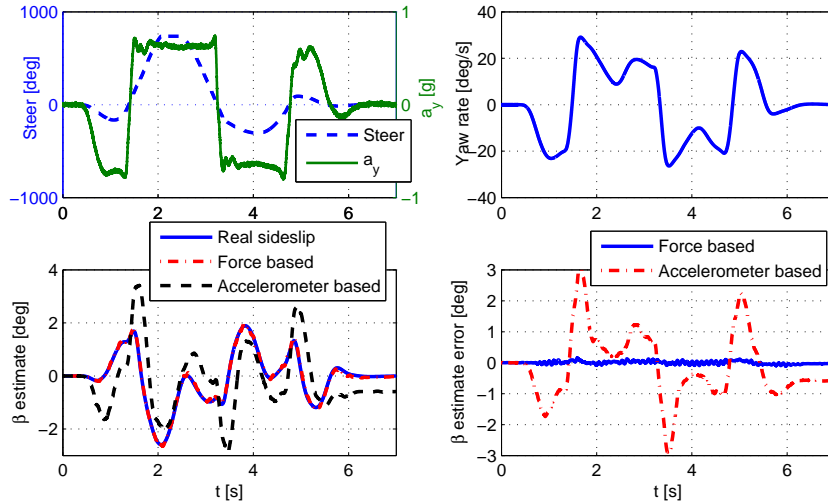 1000
0
−1000
Steer [deg]
1
0
−1
a_y [g]
Steer
a_y
0
2
4
6
40
20
0
−20
−40
Yaw rate [deg/s]
0
2
4
6
Real sideslip
Force based
Accelerometer based
4
2
0
−2
β estimate [deg]
0
2
4
6
t [s]
Force based
Accelerometer based
3
2
1
0
−1
−2
−3
β estimate error [deg]
0
2
4
6
t [s]